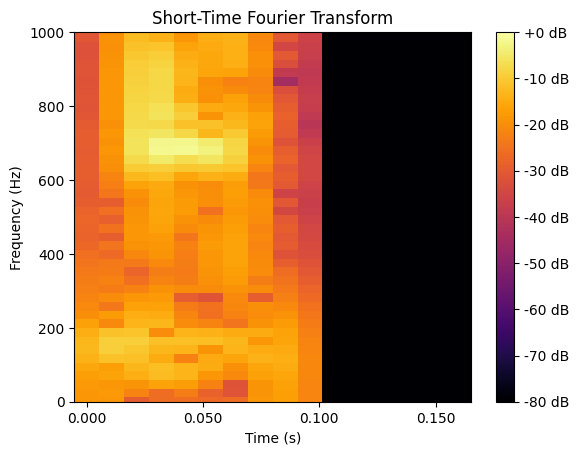 Short-Time Fourier Transform
1000
800
600
400
200
0
Frequency (Hz)
0.000
0.050
0.100
0.150
Time (s)
+0 dB
-10 dB
-20 dB
-30 dB
-40 dB
-50 dB
-60 dB
-70 dB
-80 dB